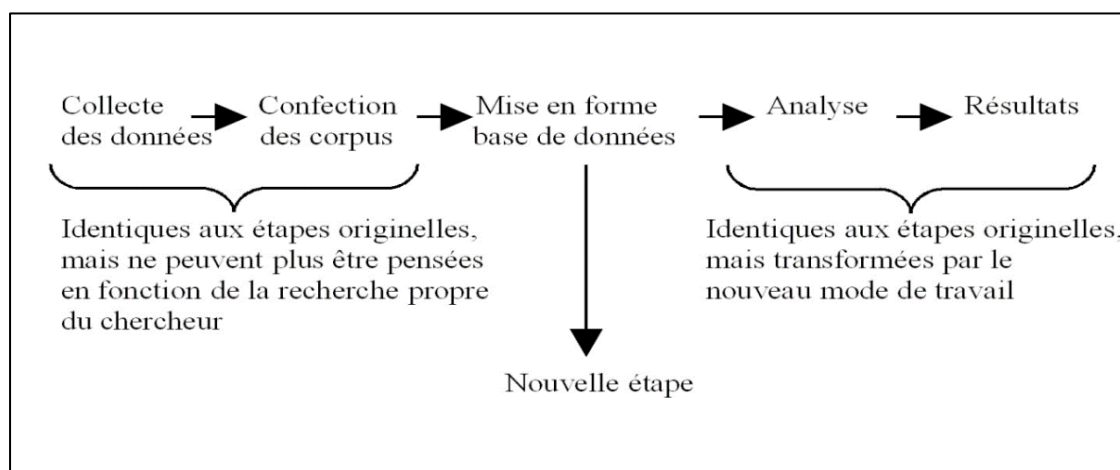 Collecte
des données
Confection
des corpus
Mise en forme
base de données
Analyse
Résultats
Identiques aux étapes originelles,
mais ne peuvent plus être pensées
en fonction de la recherche propre
du chercheur
Identiques aux étapes originelles,
mais transformées par le
nouveau mode de travail
Nouvelle étape